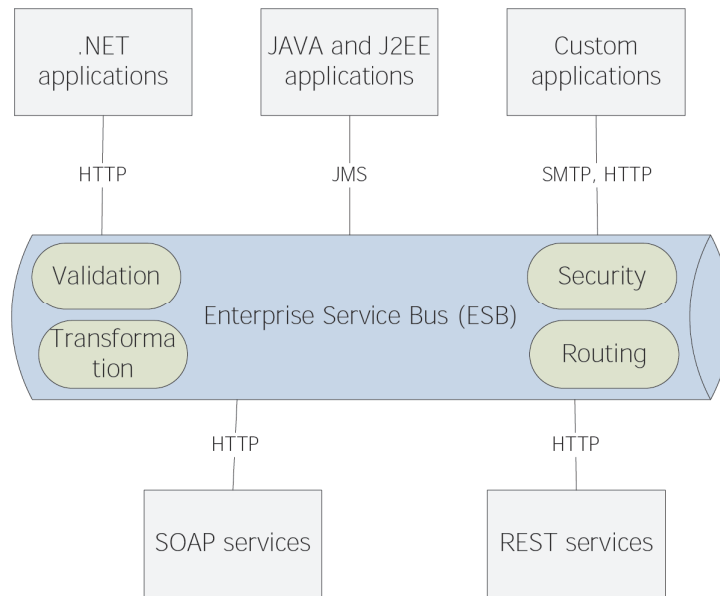 .NET
applications
JAVA and J2EE
applications
Custom
applications
HTTP
JMS
SMTP, HTTP
Validation
Security
Enterprise Service Bus (ESB)
Transforma
tion
Routing
HTTP
HTTP
SOAP services
REST services